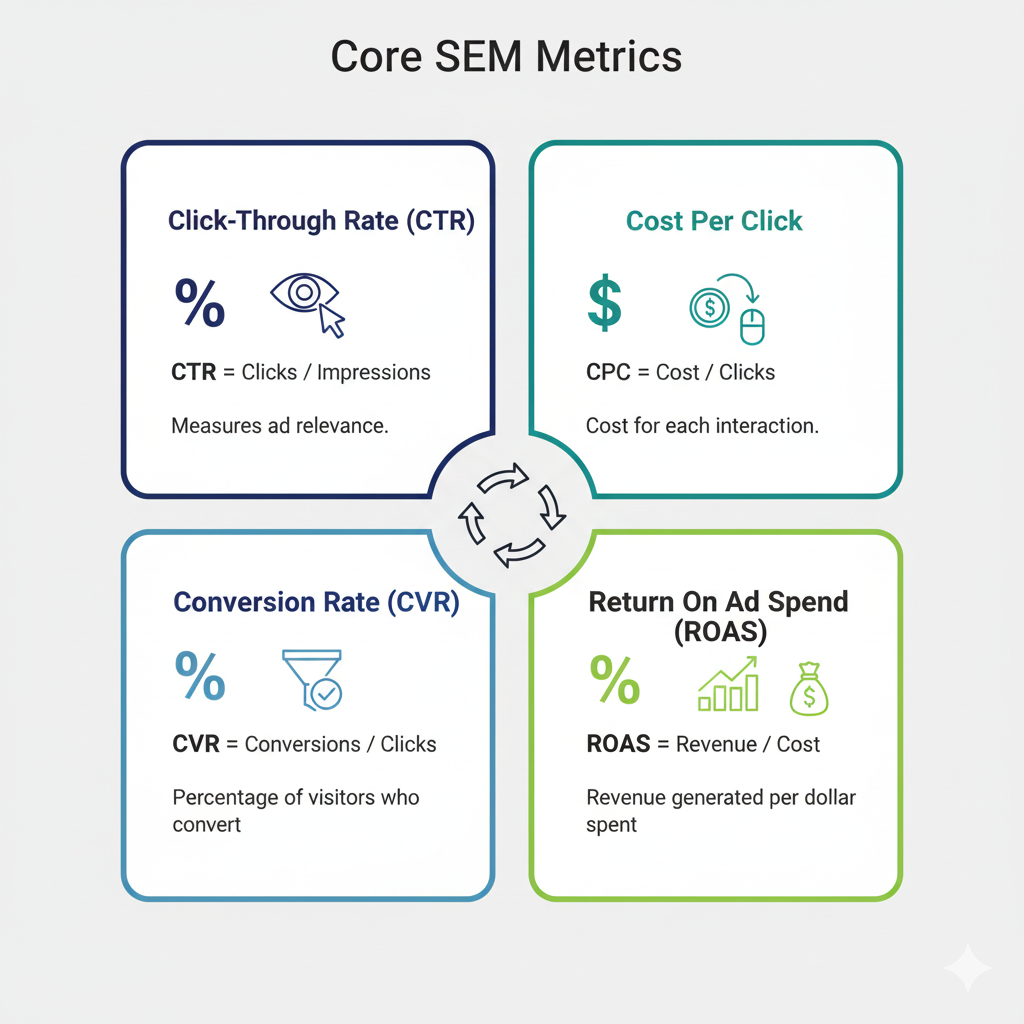 Core SEM Metrics
Click-Through Rate (CTR)
%
CTR = Clicks / Impressions
Measures ad relevance.
Cost Per Click
$
$
CPC = Cost / Clicks
Cost for each interaction.
Conversion Rate (CVR)
%
CVR = Conversions / Clicks
Percentage of visitors who
convert
Return On Ad Spend
(ROAS)
%
$
ROAS = Revenue / Cost
Revenue generated per dollar
spent